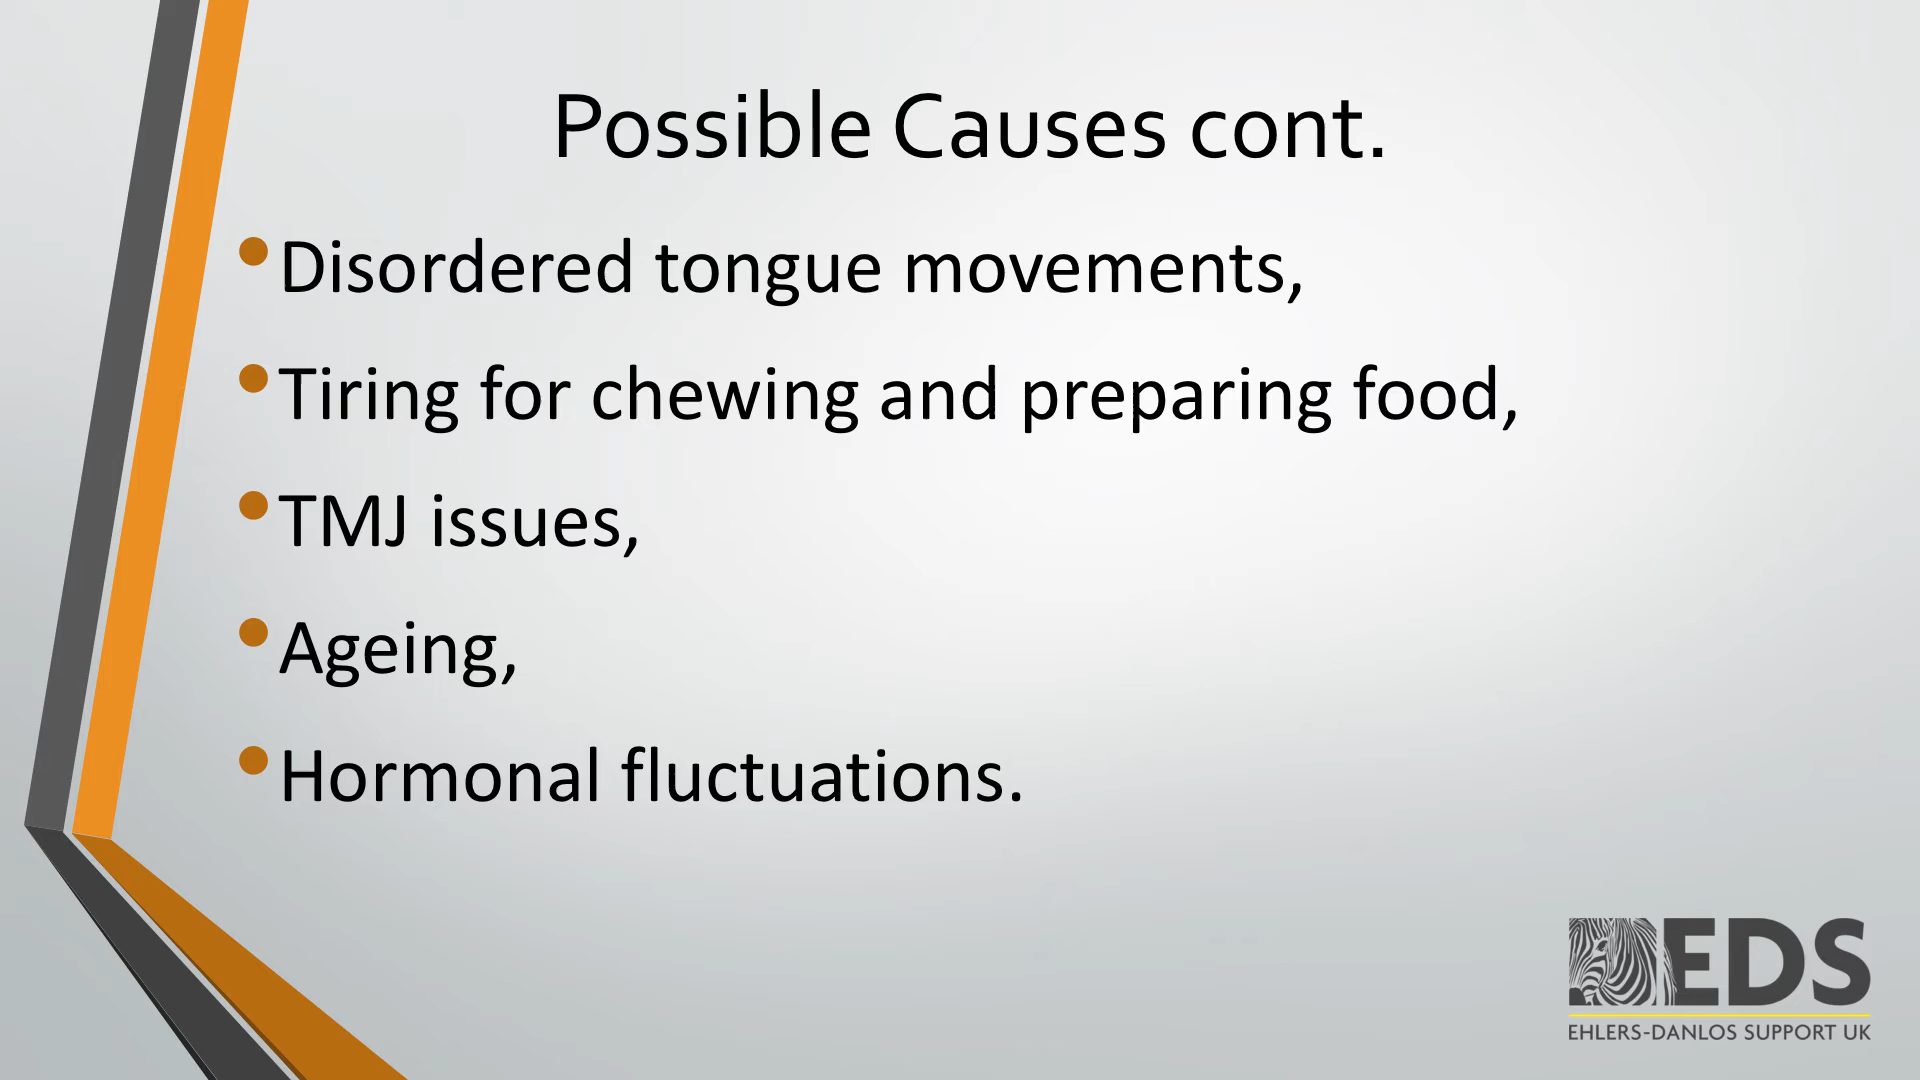 Possible Causes cont.
• Disordered tongue movements,
• Tiring for chewing and preparing food,
• TMJ issues,
• Ageing,
• Hormonal fluctuations.
EDS
EHLERS-DANLOS SUPPORT UK